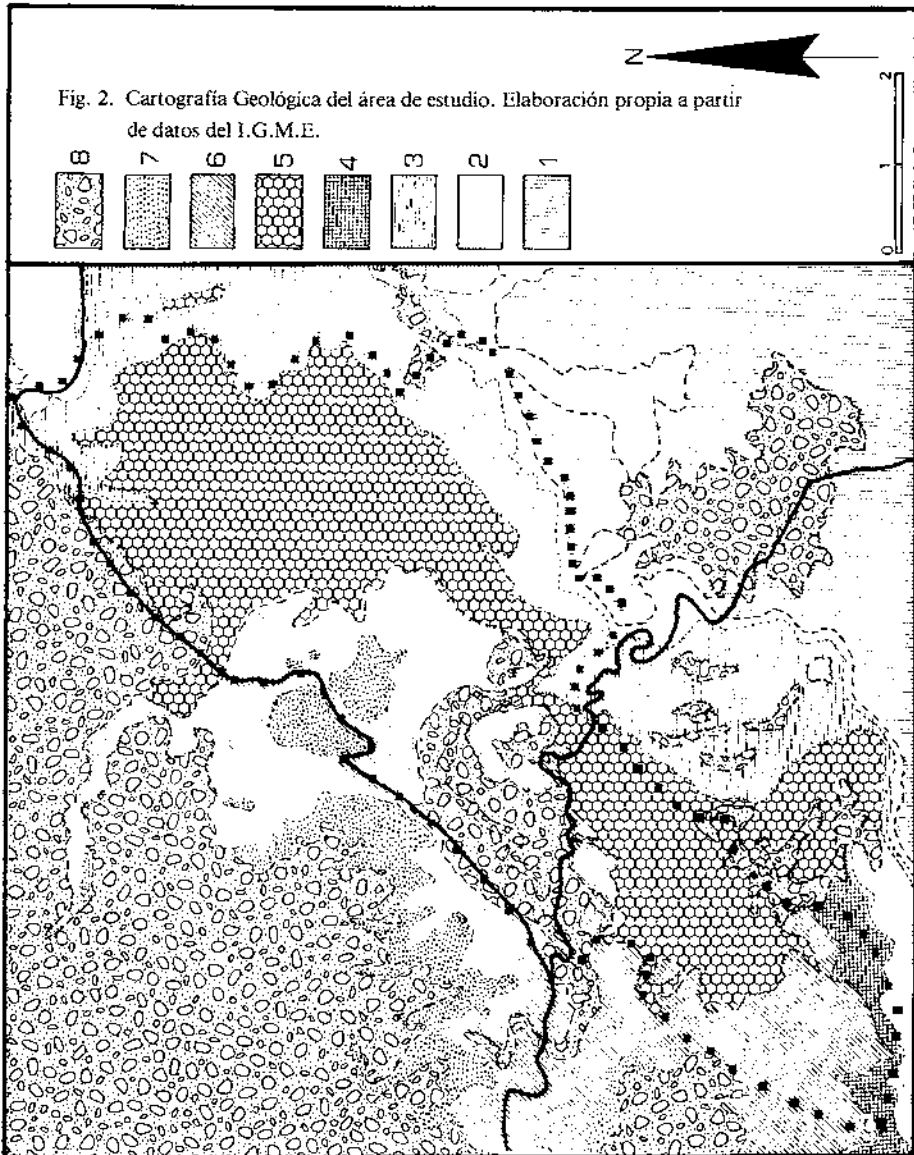 N
Fig. 2. Cartografía Geológica del área de estudio. Elaboración propia a partir
de datos del I.G.M.E.
8
7
6
5
4
3
2
1
0 1 2